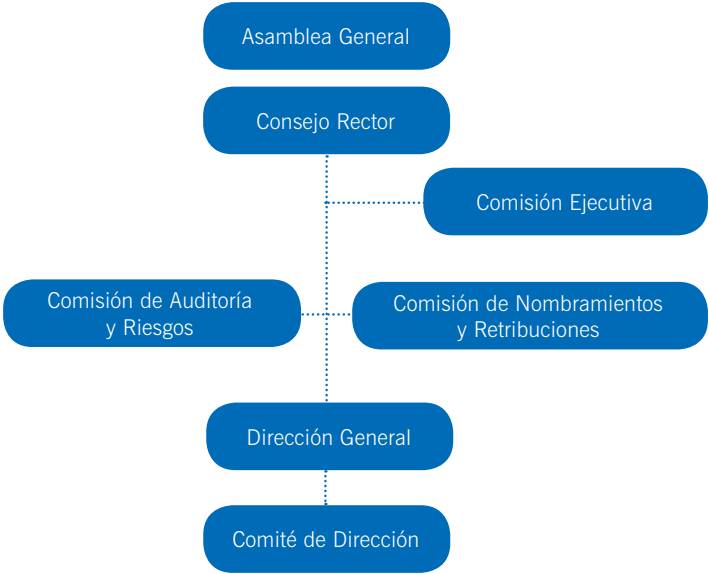 Asamblea General
Consejo Rector
Comisión Ejecutiva
Comisión de Auditoría
y Riesgos
Comisión de Nombramientos
y Retribuciones
Dirección General
Comité de Dirección